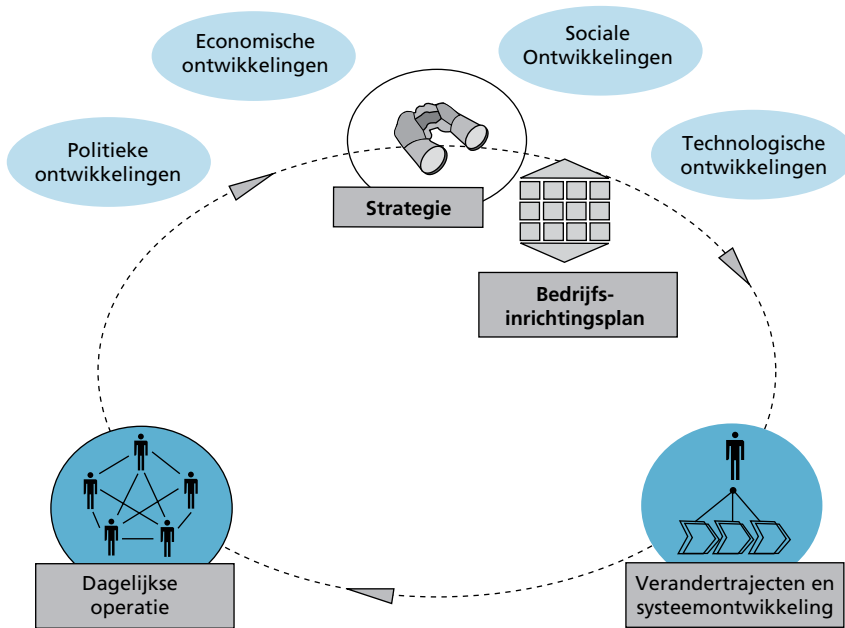 Economische
ontwikkelingen
Sociale
Ontwikkelingen
Politieke
ontwikkelingen
Technologische
ontwikkelingen
Strategie
Bedrijfs-
inrichtingsplan
Dagelijkse
operatie
Verandertrajecten en
systeemontwikkeling